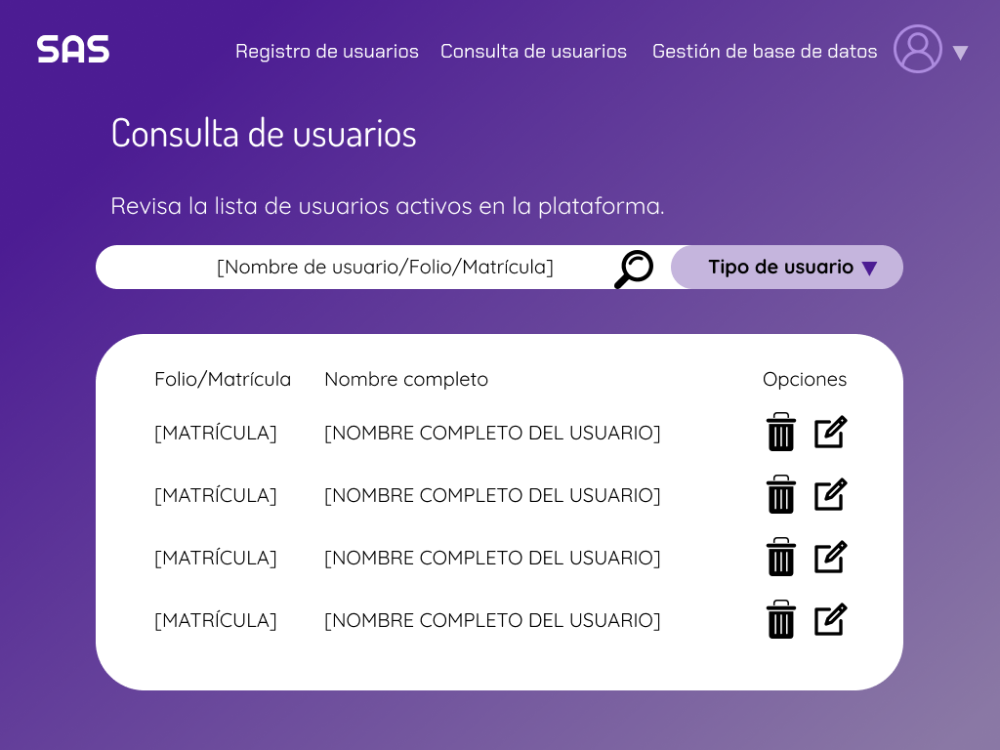 SAS
Registro de usuarios
Consulta de usuarios
Gestión de base de datos
Consulta de usuarios
Revisa la lista de usuarios activos en la plataforma.
[Nombre de usuario/Folio/Matrícula]
Tipo de usuario
Folio/Matrícula Nombre completo Opciones
[MATRÍCULA] [NOMBRE COMPLETO DEL USUARIO]
[MATRÍCULA] [NOMBRE COMPLETO DEL USUARIO]
[MATRÍCULA] [NOMBRE COMPLETO DEL USUARIO]
[MATRÍCULA] [NOMBRE COMPLETO DEL USUARIO]